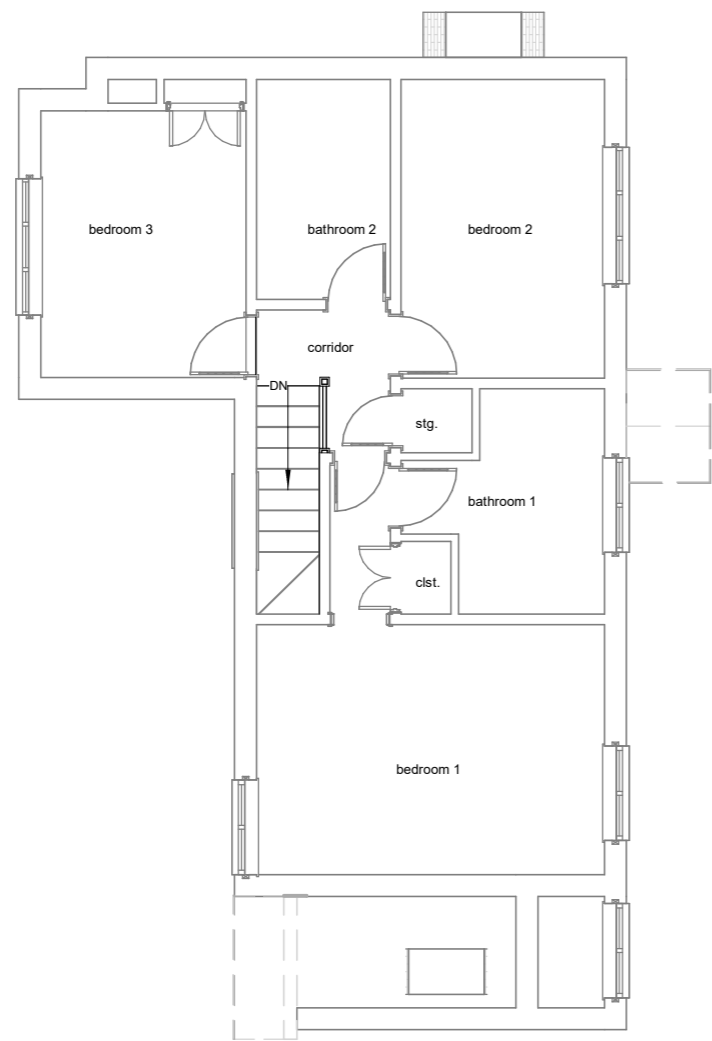 bedroom 3
bathroom 2
bedroom 2
corridor
DN
stg.
bathroom 1
clst.
bedroom 1